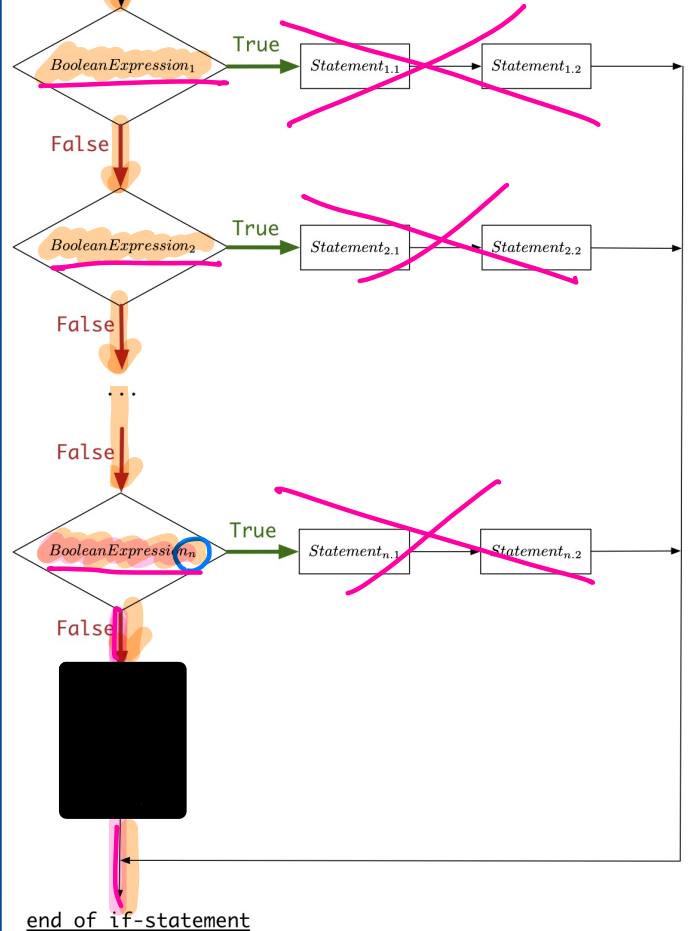 True
BooleanExpression₁ Statement₁.₁ Statement₁.₂
False
True
BooleanExpression₂ Statement₂.₁ Statement₂.₂
False
...
False
True
BooleanExpressionₙ Statementₙ.₁ Statementₙ.₂
False
end of if-statement